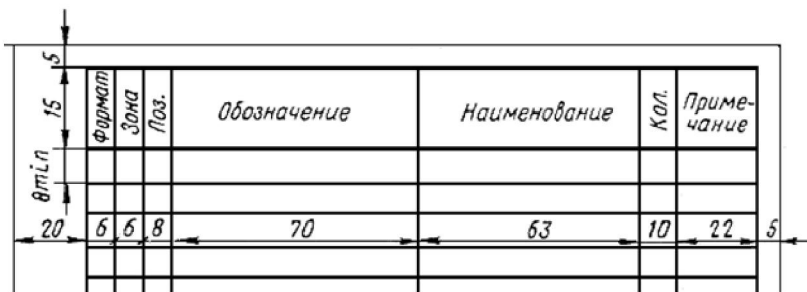 5
15
Формат
Зона
Поз.
Обозначение
Наименование
Кол.
Приме-
чание
8min
20 6 6 8 70 63 10 22 5